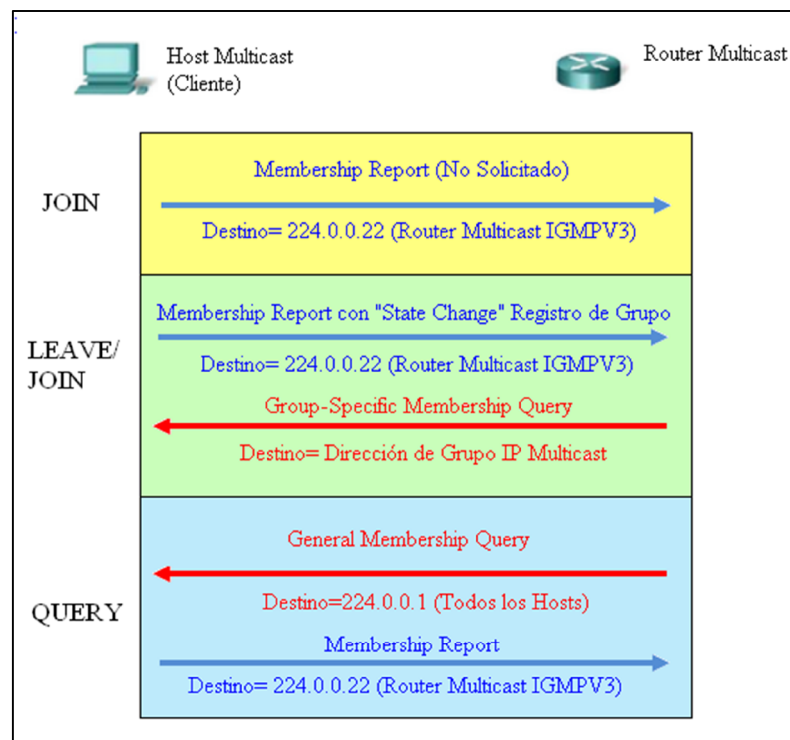 Host Multicast
(Cliente)
Router Multicast
JOIN
Membership Report (No Solicitado)
Destino= 224.0.0.22 (Router Multicast IGMPV3)
LEAVE/
JOIN
Membership Report con "State Change" Registro de Grupo
Destino= 224.0.0.22 (Router Multicast IGMPV3)
Group-Specific Membership Query
Destino= Dirección de Grupo IP Multicast
QUERY
General Membership Query
Destino=224.0.0.1 (Todos los Hosts)
Membership Report
Destino= 224.0.0.22 (Router Multicast IGMPV3)